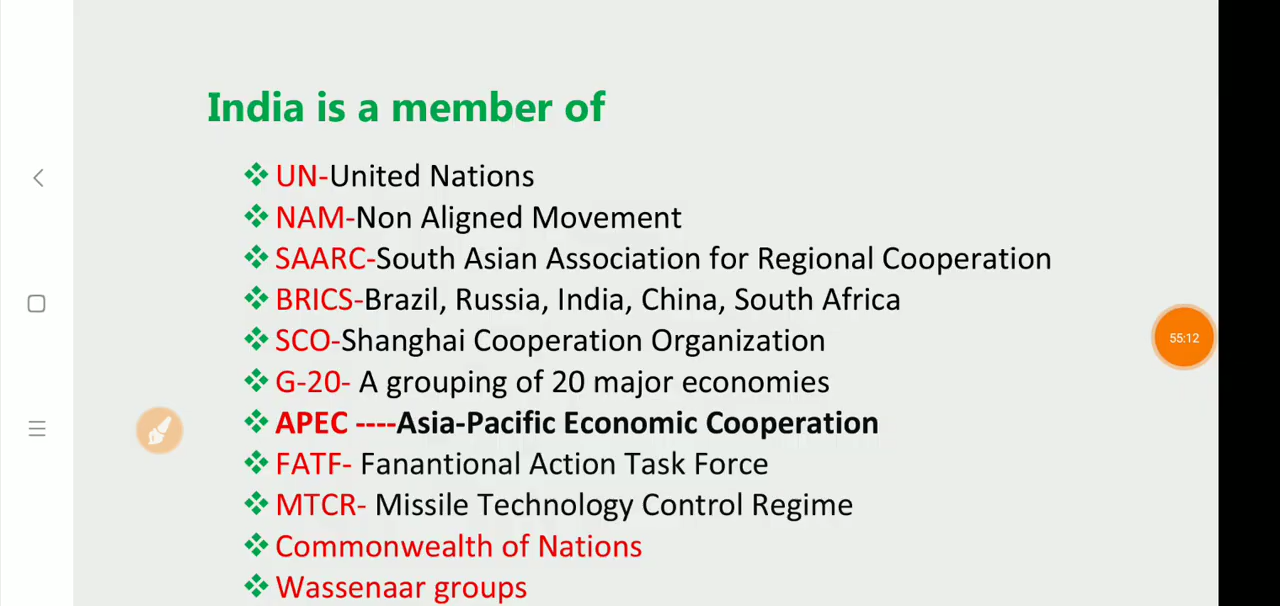 India is a member of
UN-United Nations
NAM-Non Aligned Movement
SAARC-South Asian Association for Regional Cooperation
BRICS-Brazil, Russia, India, China, South Africa
SCO-Shanghai Cooperation Organization
G-20- A grouping of 20 major economies
APEC ----Asia-Pacific Economic Cooperation
FATF- Fanantional Action Task Force
MTCR- Missile Technology Control Regime
Commonwealth of Nations
Wassenaar groups
55:12